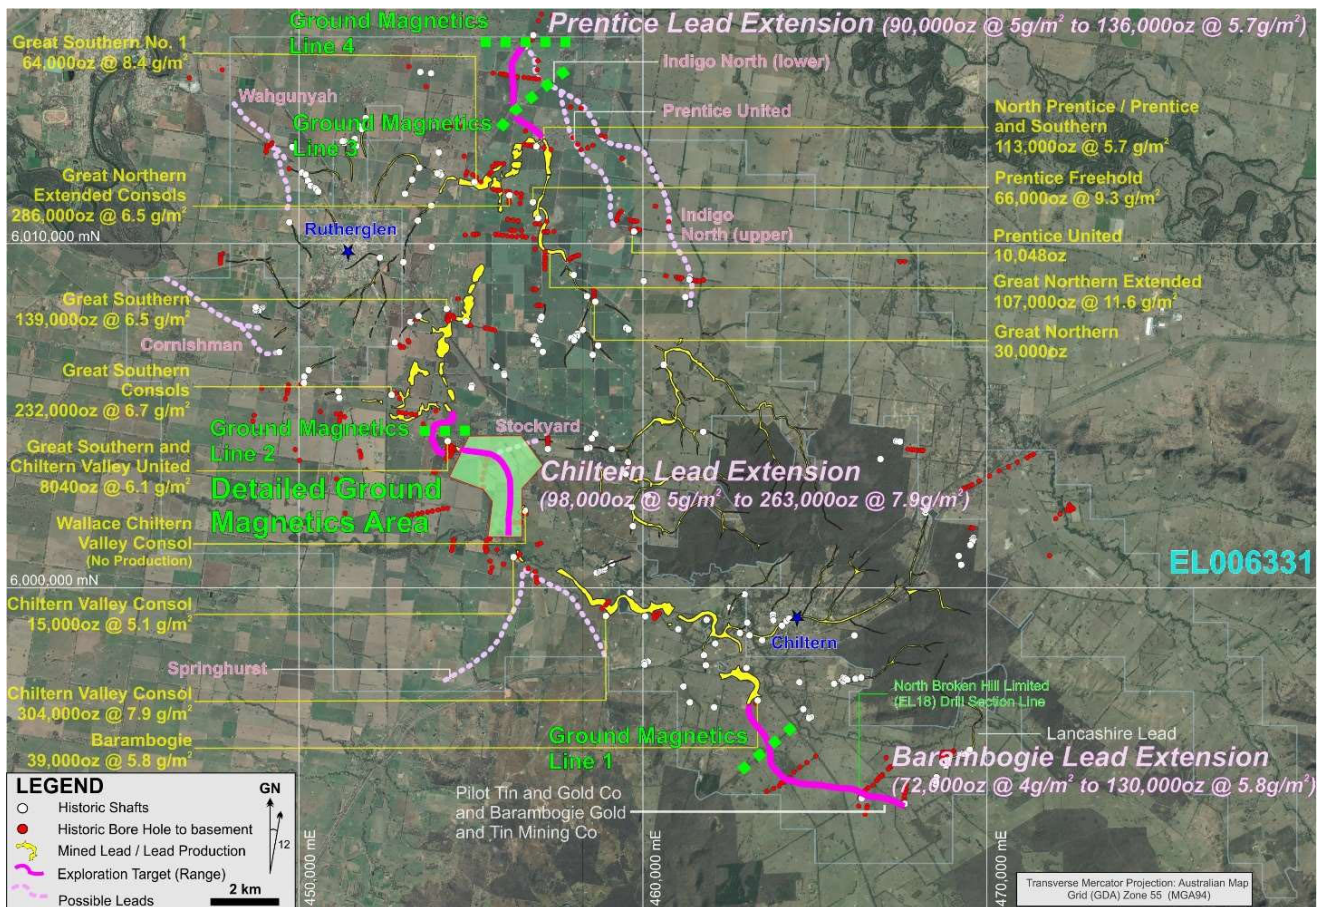 Prentice Lead Extension (90,000oz @ 5g/m² to 136,000oz @ 5.7g/m²)
Ground Magnetics
Line 4
Great Southern No. 1
64,000oz @ 8.4 g/m²
Indigo North (lower)
Wahgunyah
Prentice United
Ground Magnetics
Line 3
North Prentice / Prentice
and Southern
113,000oz @ 5.7 g/m²
Great Northern
Extended Consols
286,000oz @ 6.5 g/m²
Prentice Freehold
66,000oz @ 9.3 g/m²
Rutherglen
Indigo
North (upper)
6,010,000 mN
Prentice United
10,048oz
Great Northern Extended
107,000oz @ 11.6 g/m²
Great Southern
139,000oz @ 6.5 g/m²
Great Northern
30,000oz
Cornishman
Great Southern
Consols
232,000oz @ 6.7 g/m²
Ground Magnetics
Line 2
Stockyard
Great Southern and
Chiltern Valley United
8040oz @ 6.1 g/m²
Detailed Ground
Magnetics Area
Chiltern Lead Extension
(98,000oz @ 5g/m² to 263,000oz @ 7.9g/m²)
Wallace Chiltern
Valley Consol
(No Production)
EL006331
6,000,000 mN
Chiltern Valley Consol
15,000oz @ 5.1 g/m²
Chiltern
Springhurst
Chiltern Valley Consol
304,000oz @ 7.9 g/m²
North Broken Hill Limited
(EL18) Drill Section Line
Barambogie
39,000oz @ 5.8 g/m²
Ground Magnetics
Line 1
Lancashire Lead
Barambogie Lead Extension
(72,000oz @ 4g/m² to 130,000oz @ 5.8g/m²)
Pilot Tin and Gold Co
and Barambogie Gold
and Tin Mining Co
LEGEND
GN
12
Historic Shafts
Historic Bore Hole to basement
Mined Lead / Lead Production
Exploration Target (Range)
Possible Leads
2 km
450,000 mE
460,000 mE
470,000 mE
Transverse Mercator Projection: Australian Map
Grid (GDA) Zone 55 (MGA94)